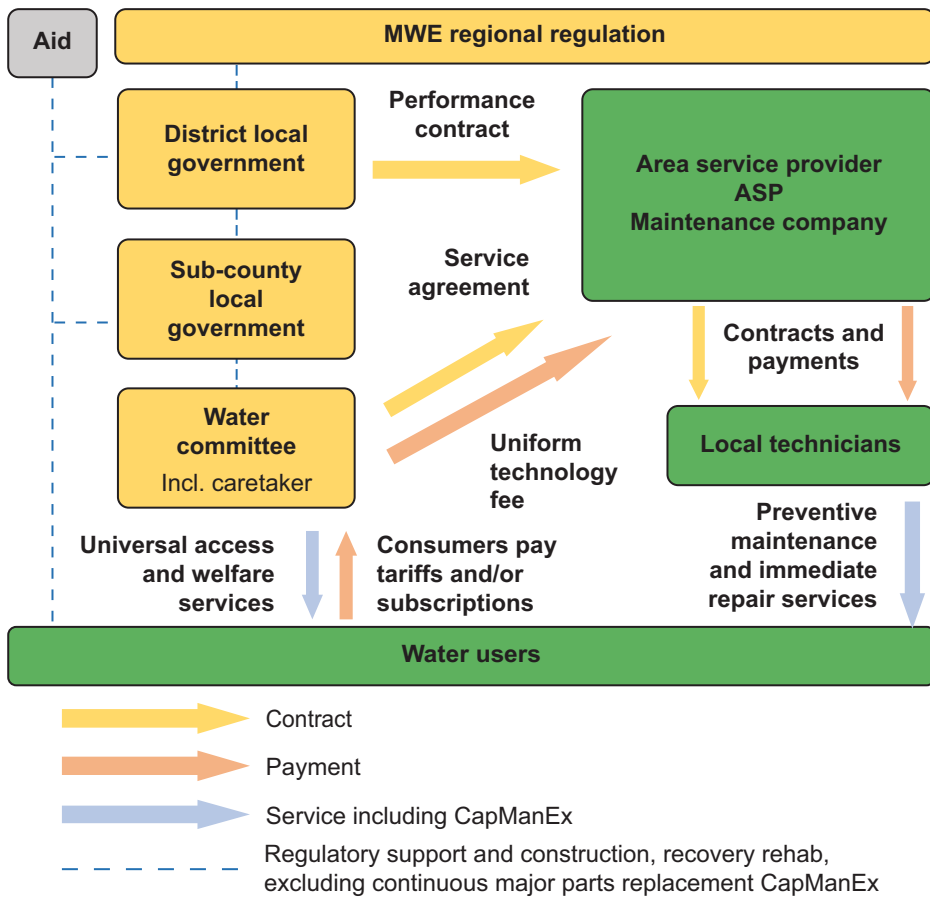 Aid
MWE regional regulation
District local
government
Performance
contract
Area service provider
ASP
Maintenance company
Sub-county
local
government
Service
agreement
Contracts and
payments
Water
committee
Incl. caretaker
Uniform
technology
fee
Local technicians
Universal access
and welfare
services
Consumers pay
tariffs and/or
subscriptions
Preventive
maintenance
and immediate
repair services
Water users
Contract
Payment
Service including CapManEx
Regulatory support and construction, recovery rehab,
excluding continuous major parts replacement CapManEx